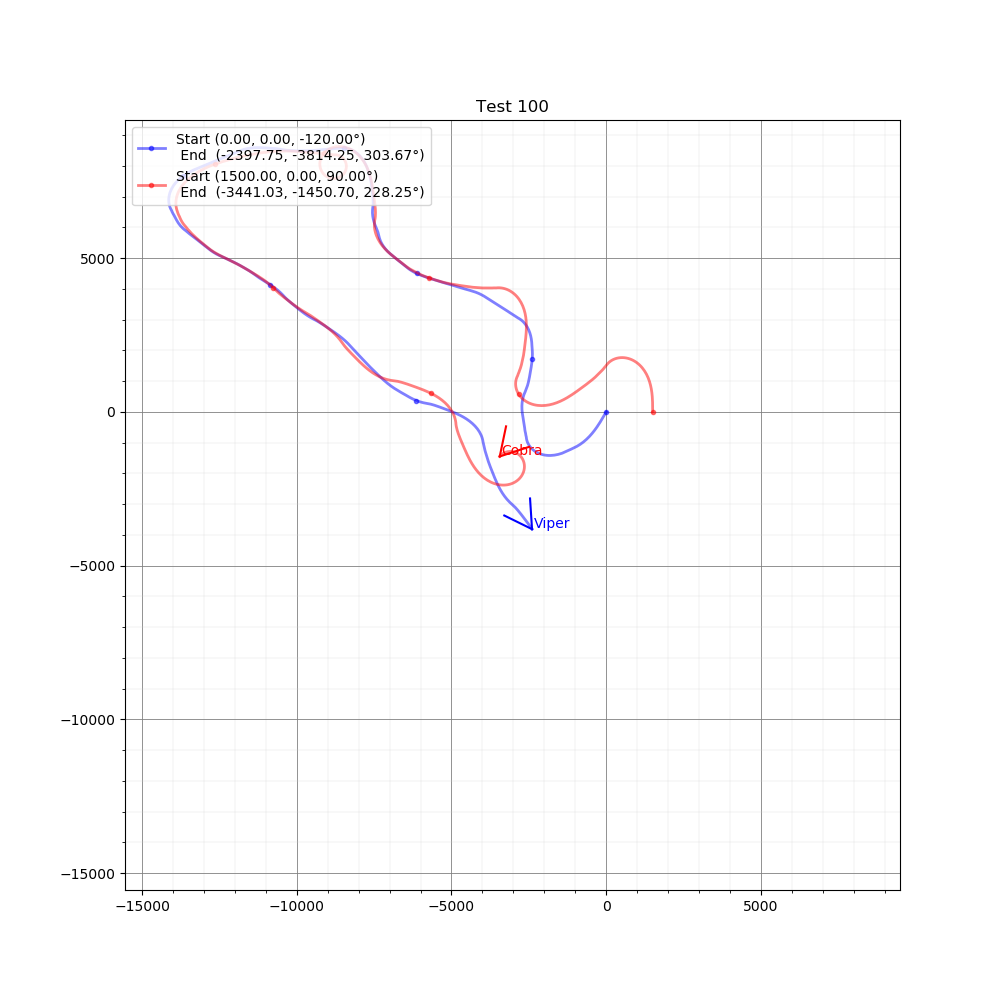 Test 100
Start (0.00, 0.00, -120.00°)
End  (-2397.75, -3814.25, 303.67°)
Start (1500.00, 0.00, 90.00°)
End  (-3441.03, -1450.70, 228.25°)
5000
0
−5000
−10000
−15000
Cobra
Viper
−15000 −10000 −5000 0 5000